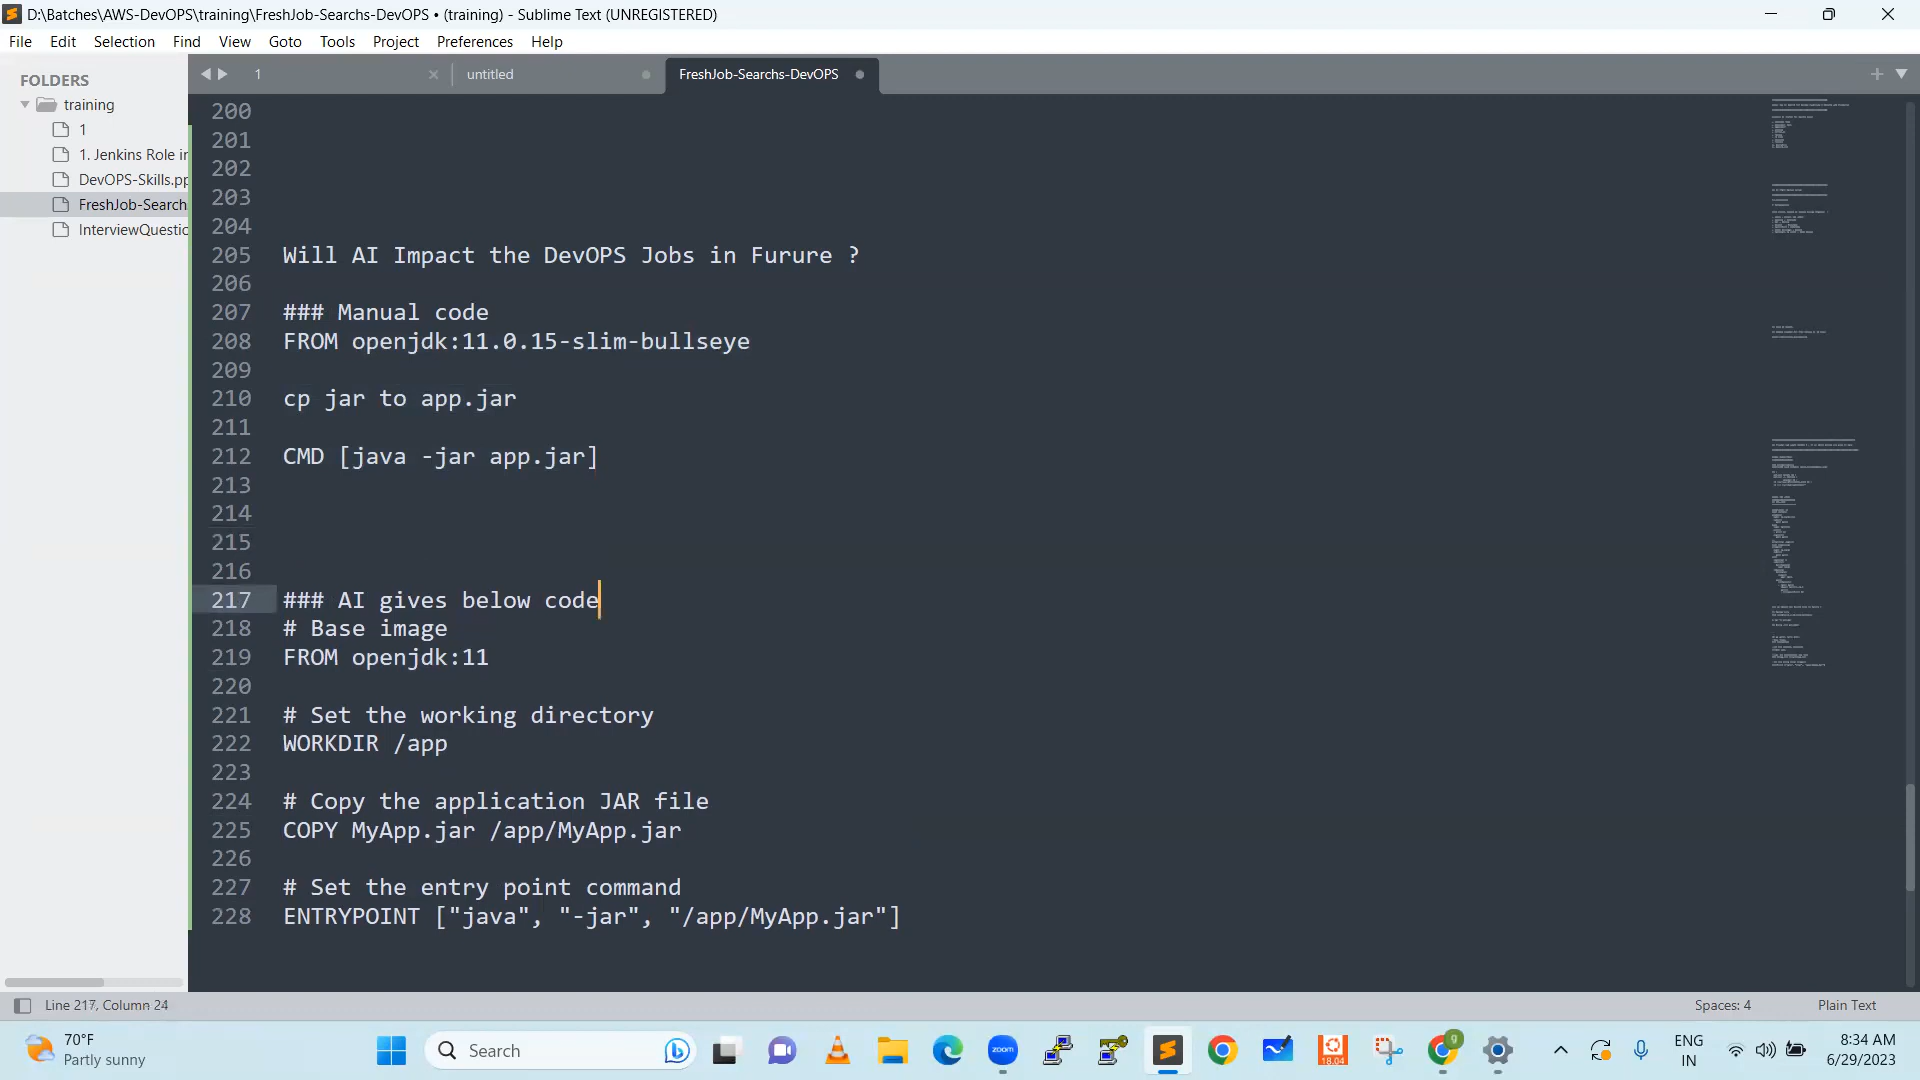 D:\Batches\AWS-DevOPS\training\FreshJob-Searchs-DevOPS • (training) - Sublime Text (UNREGISTERED)
File Edit Selection Find View Goto Tools Project Preferences Help
FOLDERS
training
1
1. Jenkins Role in
DevOPS-Skills.pp
FreshJob-Search
InterviewQuestio
1
untitled
FreshJob-Searchs-DevOPS
200
201
202
203
204
205 Will AI Impact the DevOPS Jobs in Furure ?
206
207 ### Manual code
208 FROM openjdk:11.0.15-slim-bullseye
209
210 cp jar to app.jar
211
212 CMD [java -jar app.jar]
213
214
215
216
217 ### AI gives below code
218 # Base image
219 FROM openjdk:11
220
221 # Set the working directory
222 WORKDIR /app
223
224 # Copy the application JAR file
225 COPY MyApp.jar /app/MyApp.jar
226
227 # Set the entry point command
228 ENTRYPOINT ["java", "-jar", "/app/MyApp.jar"]
Line 217, Column 24
Spaces: 4
Plain Text
70°F
Partly sunny
Search
zoom
18.04
9
ENG
IN
8:34 AM
6/29/2023